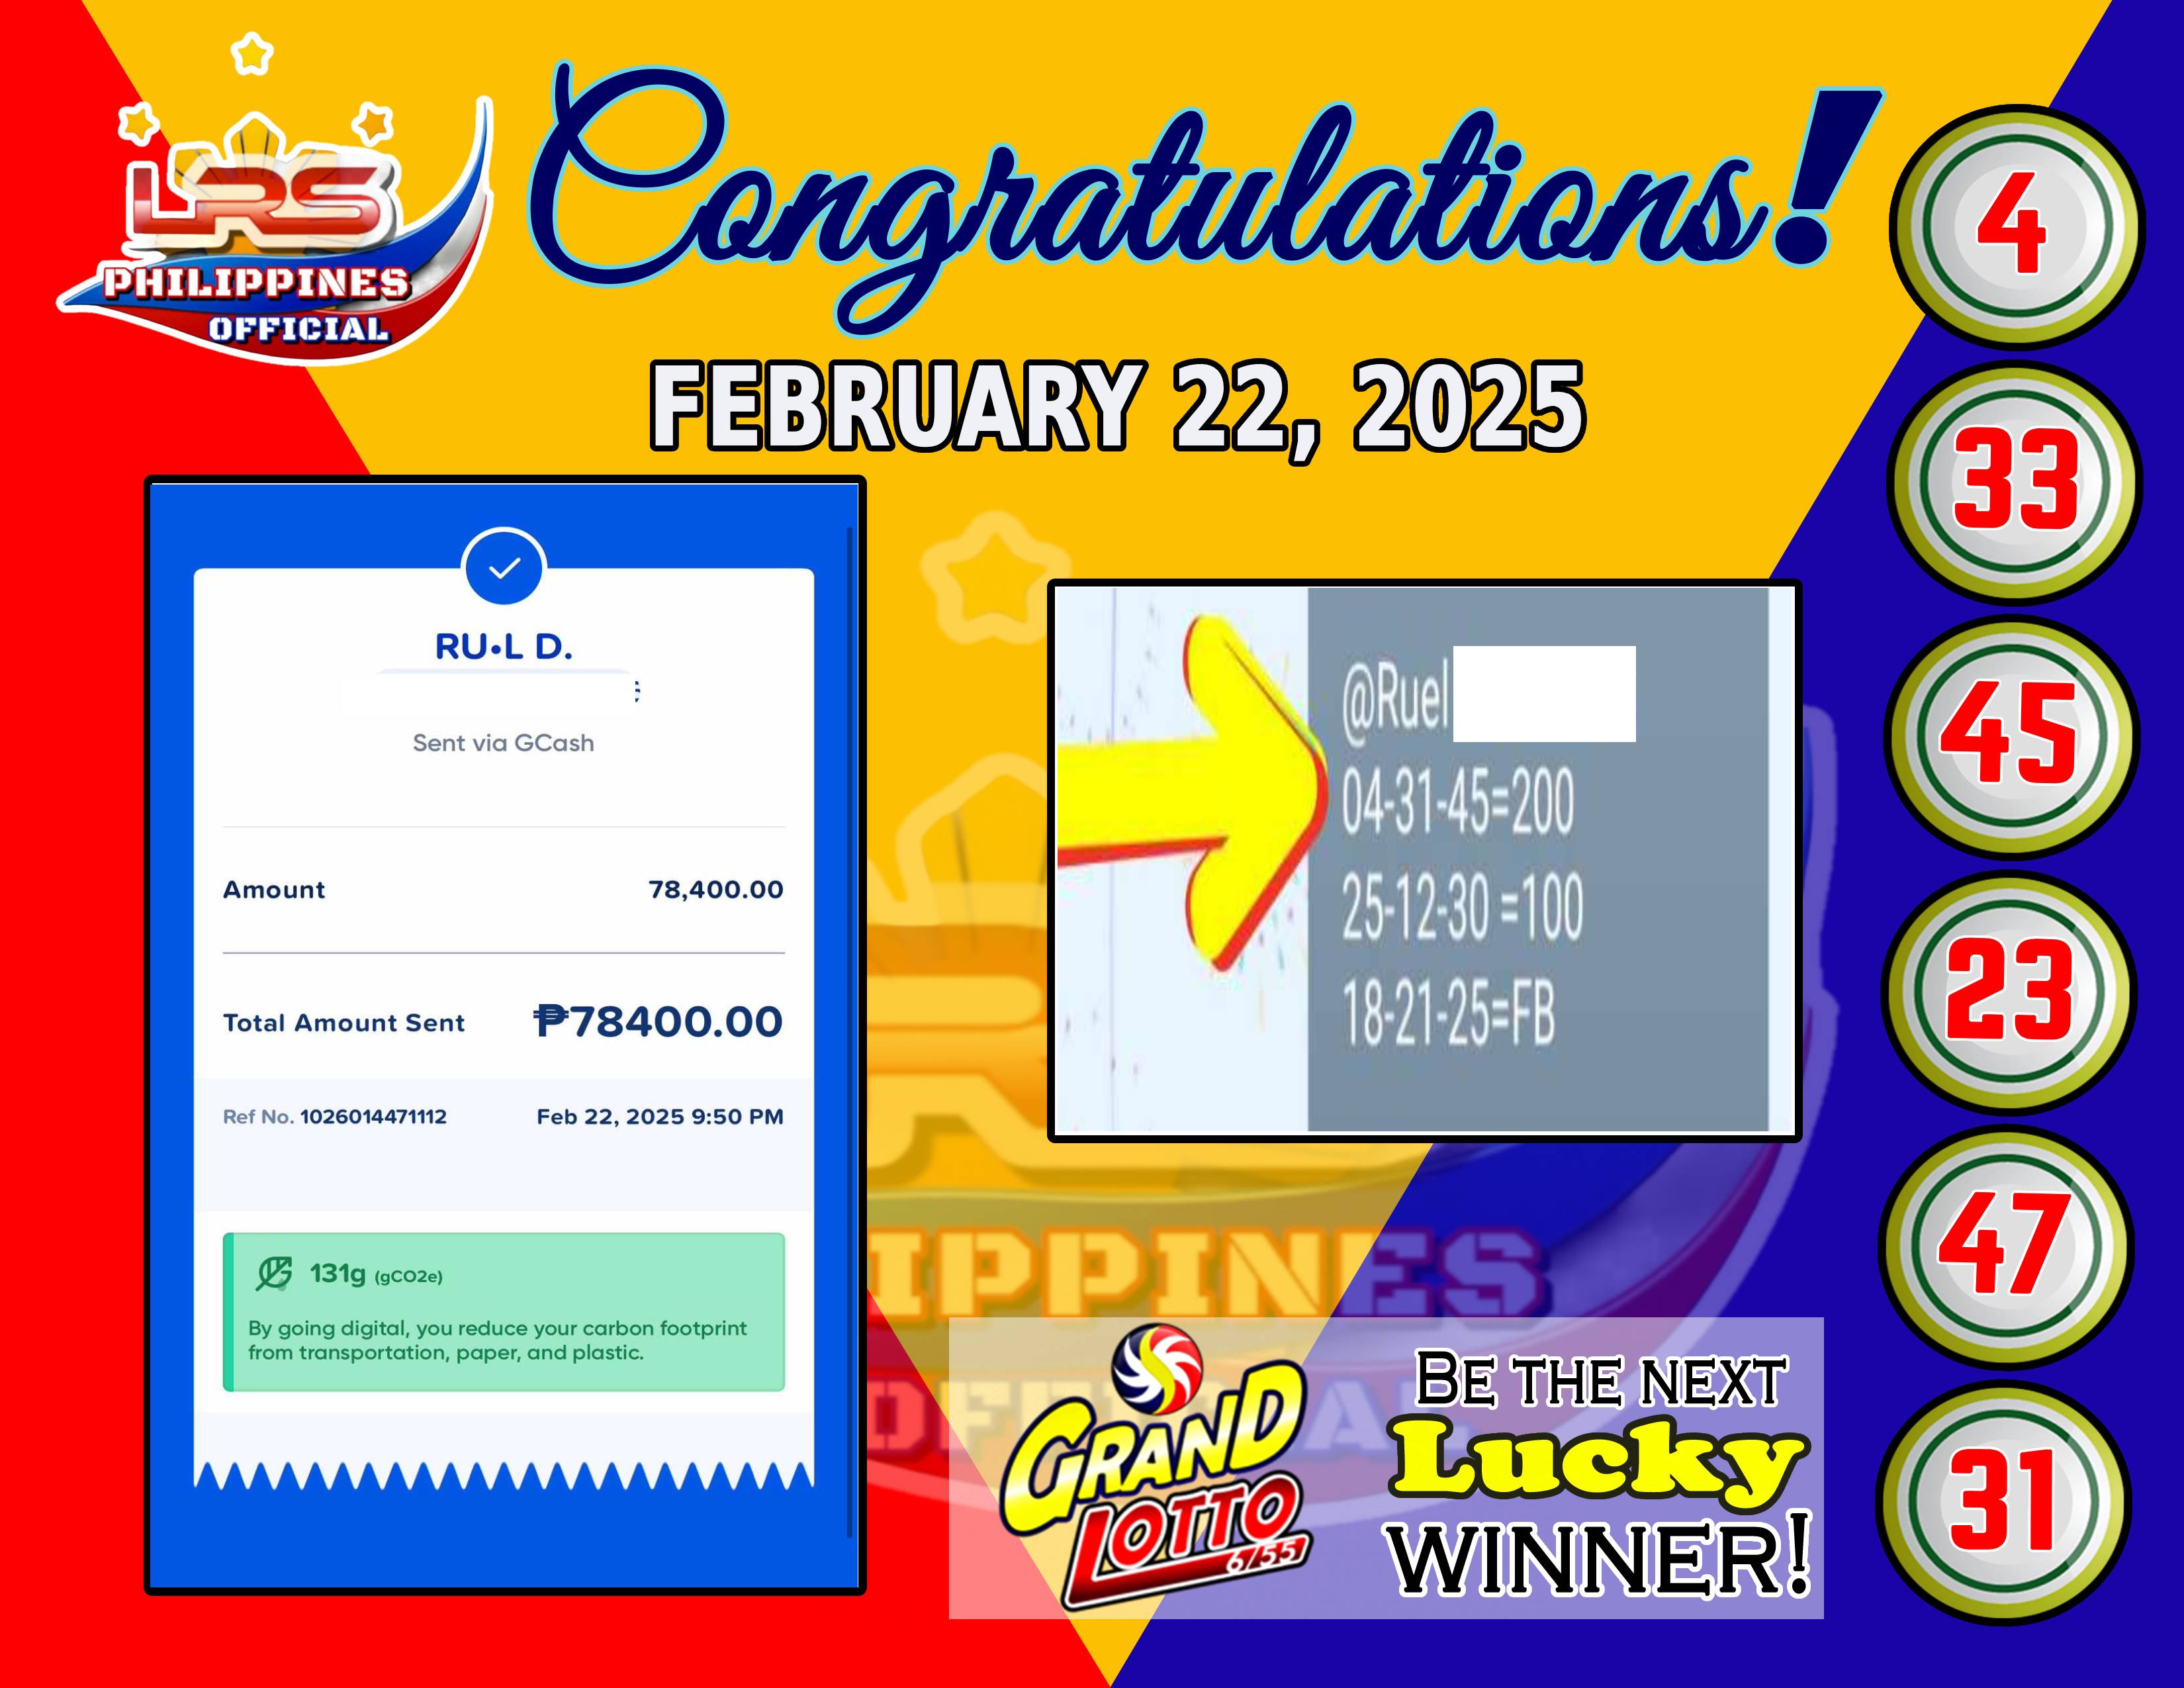 LRS
PHILIPPINES
OFFICIAL
Congratulations!
FEBRUARY 22, 2025
RU•L D.
Sent via GCash
Amount 78,400.00
Total Amount Sent ₱78400.00
Ref No. 1026014471112 Feb 22, 2025 9:50 PM
131g (gCO2e)
By going digital, you reduce your carbon footprint
from transportation, paper, and plastic.
@Ruel
04-31-45=200
25-12-30 =100
18-21-25=FB
IPPINES
GRAND
LOTTO
6/55
BE THE NEXT
Lucky
WINNER!
4
33
45
23
47
31